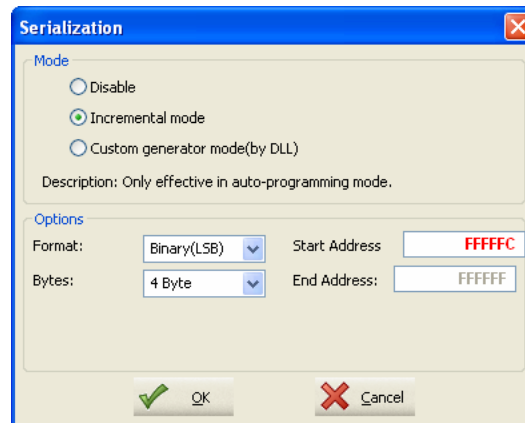 Serialization
Mode
Disable
Incremental mode
Custom generator mode(by DLL)
Description: Only effective in auto-programming mode.
Options
Format: Binary(LSB) Start Address FFFFFC
Bytes: 4 Byte End Address: FFFFFF
OK Cancel